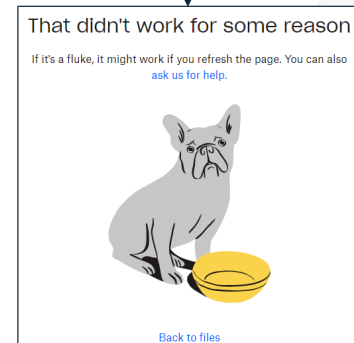 That didn't work for some reason
If it's a fluke, it might work if you refresh the page. You can also
ask us for help.
Back to files